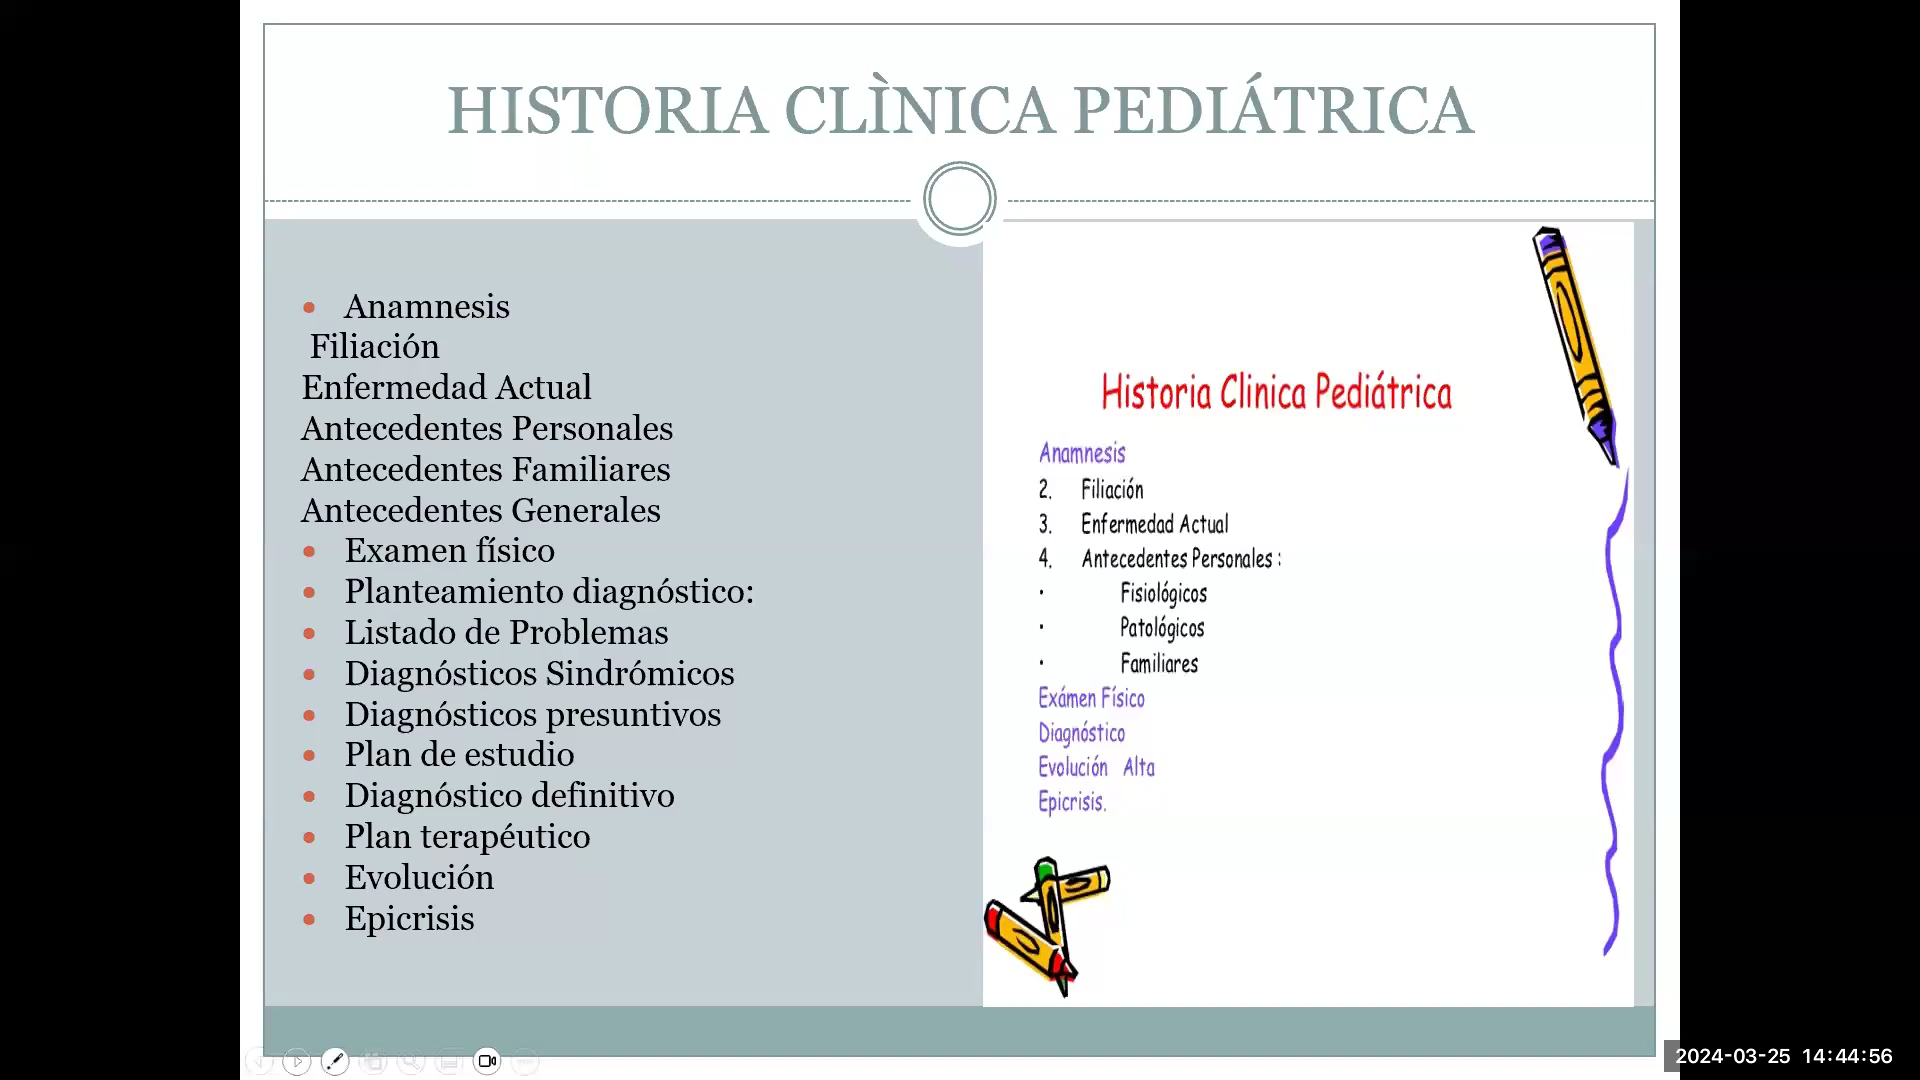 HISTORIA CLÌNICA PEDIÁTRICA
• Anamnesis
Filiación
Enfermedad Actual
Antecedentes Personales
Antecedentes Familiares
Antecedentes Generales
• Examen físico
• Planteamiento diagnóstico:
• Listado de Problemas
• Diagnósticos Sindrómicos
• Diagnósticos presuntivos
• Plan de estudio
• Diagnóstico definitivo
• Plan terapéutico
• Evolución
• Epicrisis
Historia Clinica Pediátrica
Anamnesis
2. Filiación
3. Enfermedad Actual
4. Antecedentes Personales :
• Fisiológicos
• Patológicos
• Familiares
Exámen Físico
Diagnóstico
Evolución Alta
Epicrisis.
2024-03-25 14:44:56